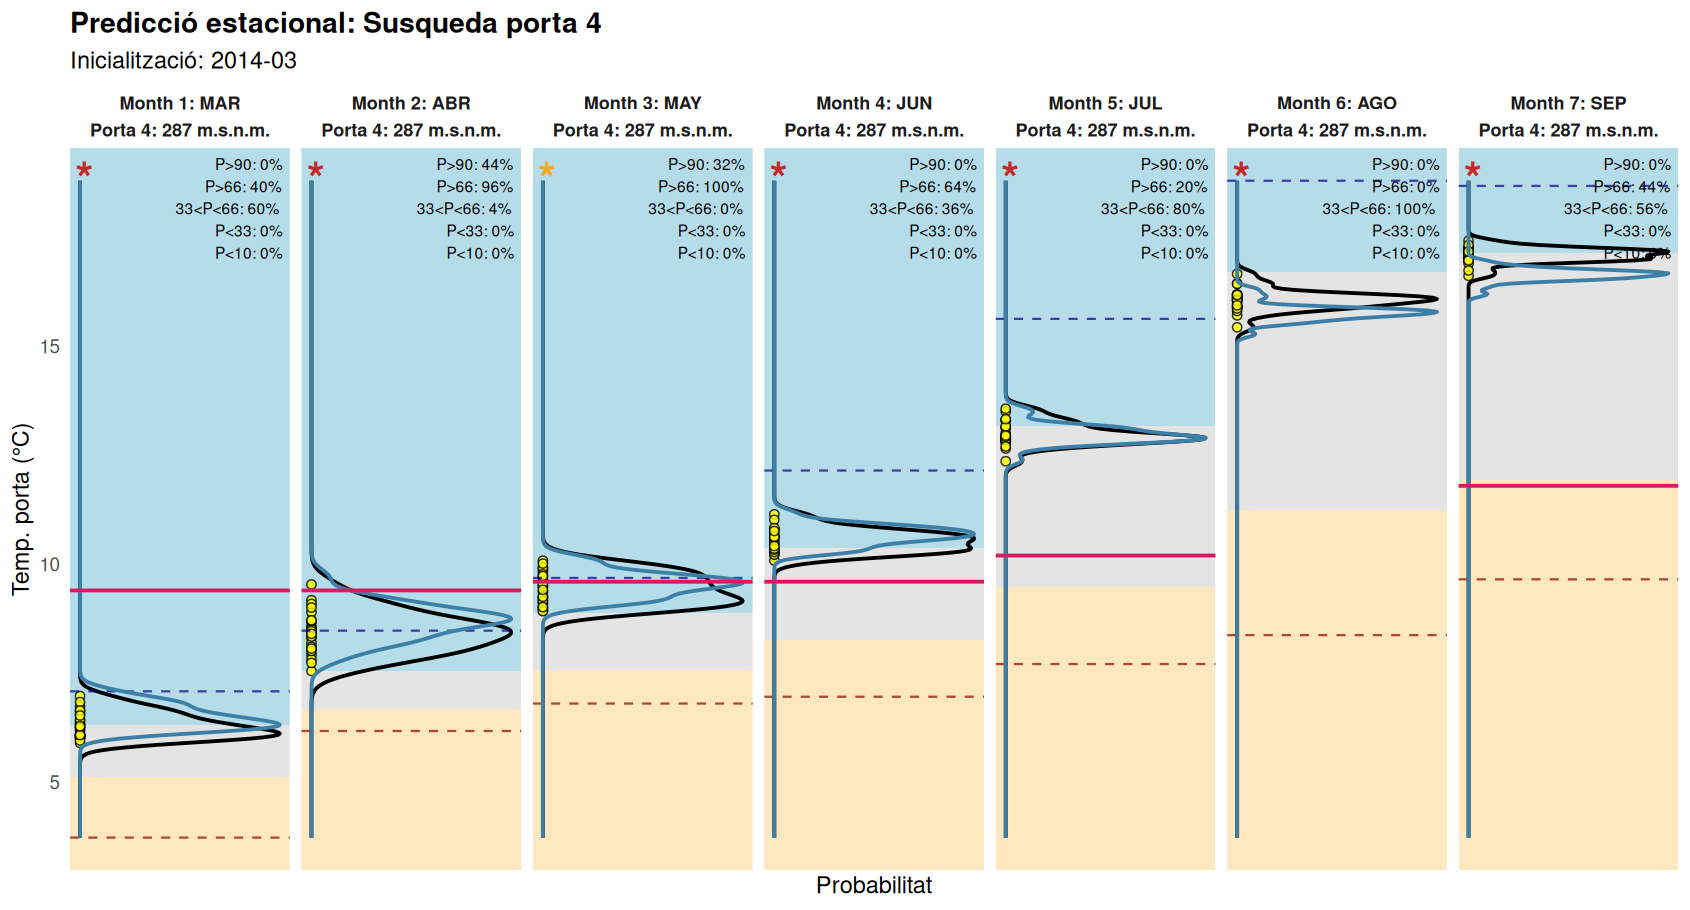 Predicció estacional: Susqueda porta 4
Inicialització: 2014-03
Month 1: MAR
Porta 4: 287 m.s.n.m.
Month 2: ABR
Porta 4: 287 m.s.n.m.
Month 3: MAY
Porta 4: 287 m.s.n.m.
Month 4: JUN
Porta 4: 287 m.s.n.m.
Month 5: JUL
Porta 4: 287 m.s.n.m.
Month 6: AGO
Porta 4: 287 m.s.n.m.
Month 7: SEP
Porta 4: 287 m.s.n.m.
*
P>90: 0%
P>66: 40%
33<P<66: 60%
P<33: 0%
P<10: 0%
*
P>90: 44%
P>66: 96%
33<P<66: 4%
P<33: 0%
P<10: 0%
*
P>90: 32%
P>66: 100%
33<P<66: 0%
P<33: 0%
P<10: 0%
*
P>90: 0%
P>66: 64%
33<P<66: 36%
P<33: 0%
P<10: 0%
*
P>90: 0%
P>66: 20%
33<P<66: 80%
P<33: 0%
P<10: 0%
*
P>90: 0%
P>66: 0%
33<P<66: 100%
P<33: 0%
P<10: 0%
*
P>90: 0%
P>66: 44%
33<P<66: 56%
P<33: 0%
P<10: 0%
15
10
5
Temp. porta (°C)
Probabilitat